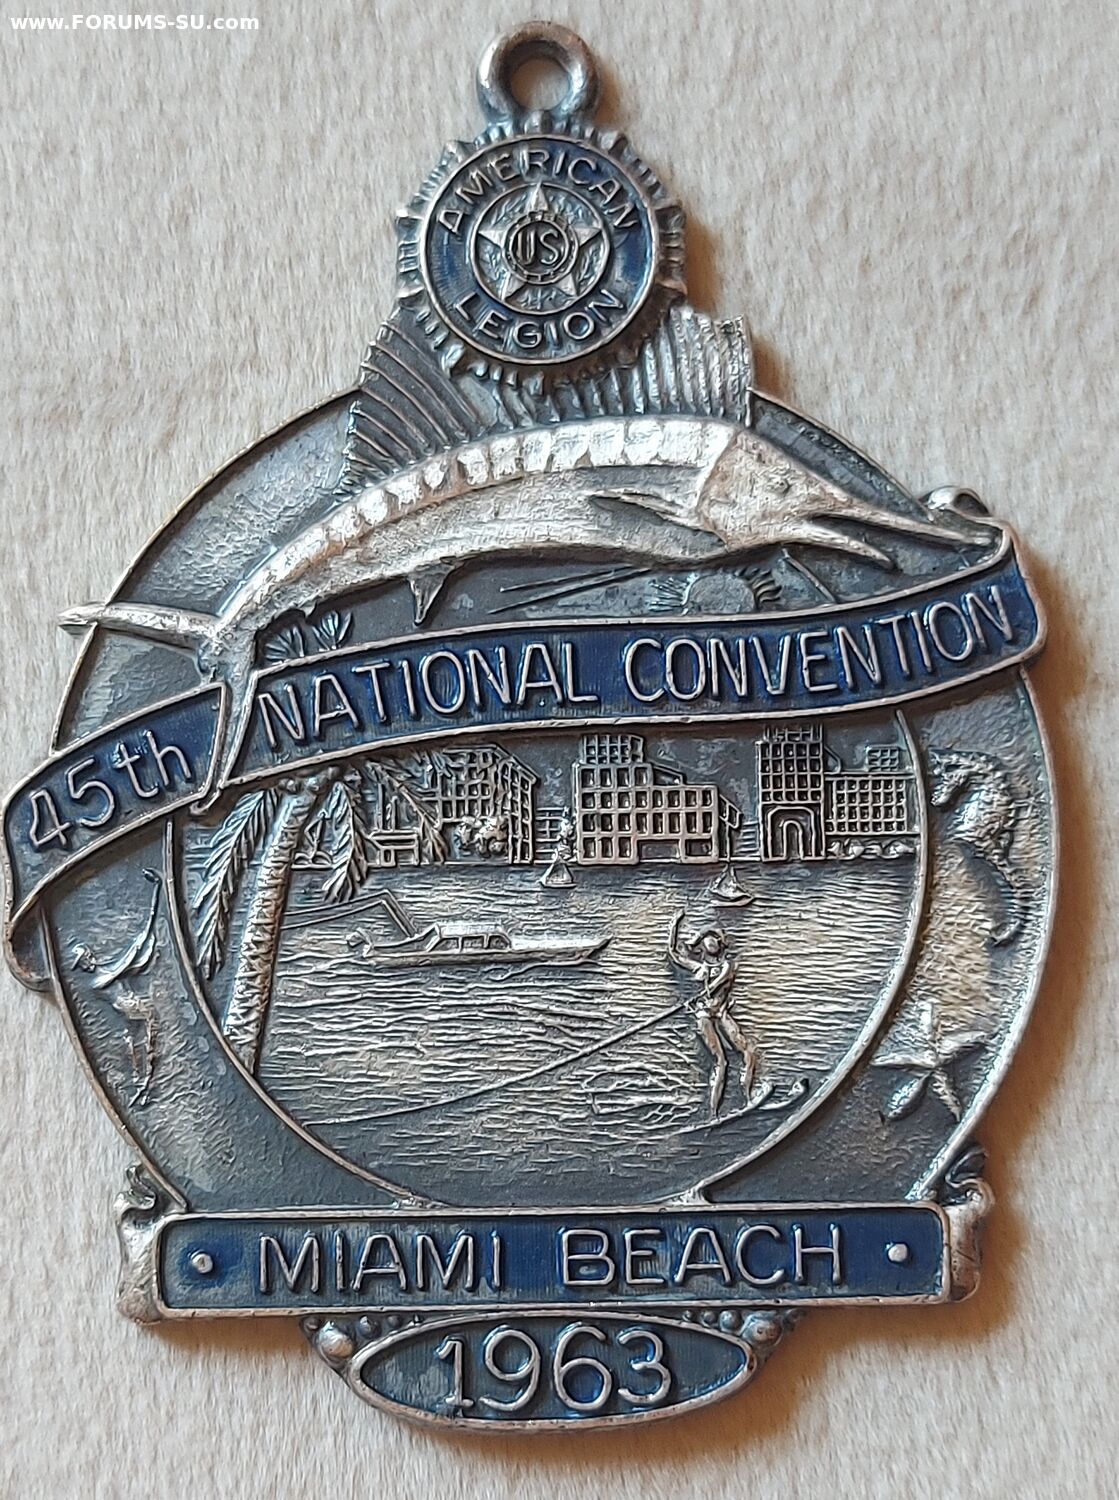 www.FORUMS-SU.com
AMERICAN
US
LEGION
45th NATIONAL CONVENTION
· MIAMI BEACH ·
1963